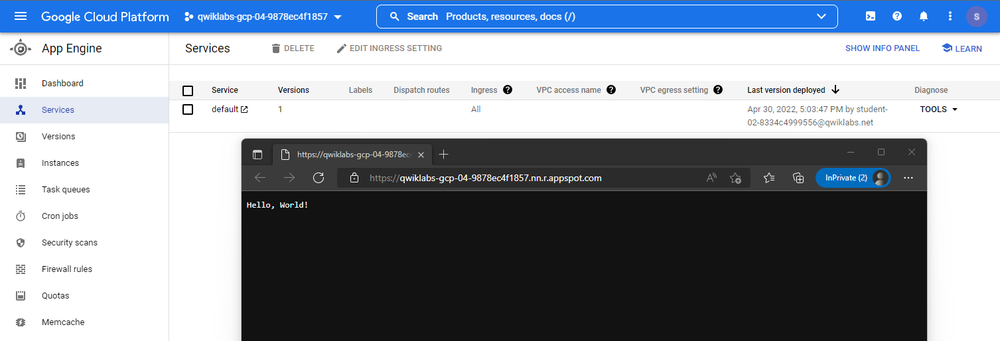 Google Cloud Platform
qwiklabs-gcp-04-9878ec4f1857
Search Products, resources, docs (/)
S
App Engine
Services
DELETE
EDIT INGRESS SETTING
SHOW INFO PANEL
LEARN
Dashboard
Services
Versions
Instances
Task queues
Cron jobs
Security scans
Firewall rules
Quotas
Memcache
Service Versions Labels Dispatch routes Ingress VPC access name VPC egress setting Last version deployed Diagnose
default 1 All Apr 30, 2022, 5:03:47 PM by student-
02-8334c4999556@qwiklabs.net
TOOLS
https://qwiklabs-gcp-04-9878ec4
https://qwiklabs-gcp-04-9878ec4f1857.nn.r.appspot.com
InPrivate (2)
Hello, World!